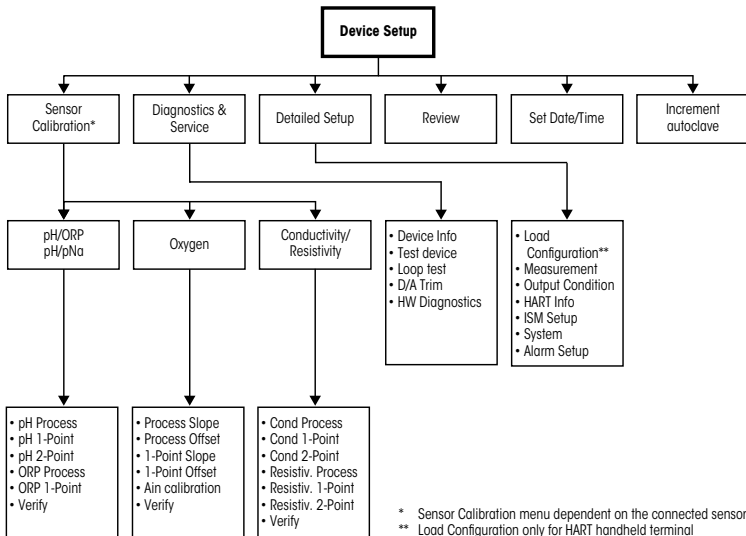 Device Setup
Sensor
Calibration*
Diagnostics &
Service
Detailed Setup
Review
Set Date/Time
Increment
autoclave
pH/ORP
pH/pNa
Oxygen
Conductivity/
Resistivity
• Device Info
• Test device
• Loop test
• D/A Trim
• HW Diagnostics
• Load
Configuration**
• Measurement
• Output Condition
• HART Info
• ISM Setup
• System
• Alarm Setup
• pH Process
• pH 1-Point
• pH 2-Point
• ORP Process
• ORP 1-Point
• Verify
• Process Slope
• Process Offset
• 1-Point Slope
• 1-Point Offset
• Ain calibration
• Verify
• Cond Process
• Cond 1-Point
• Cond 2-Point
• Resistiv. Process
• Resistiv. 1-Point
• Resistiv. 2-Point
• Verify
* Sensor Calibration menu dependent on the connected sensor
** Load Configuration only for HART handheld terminal